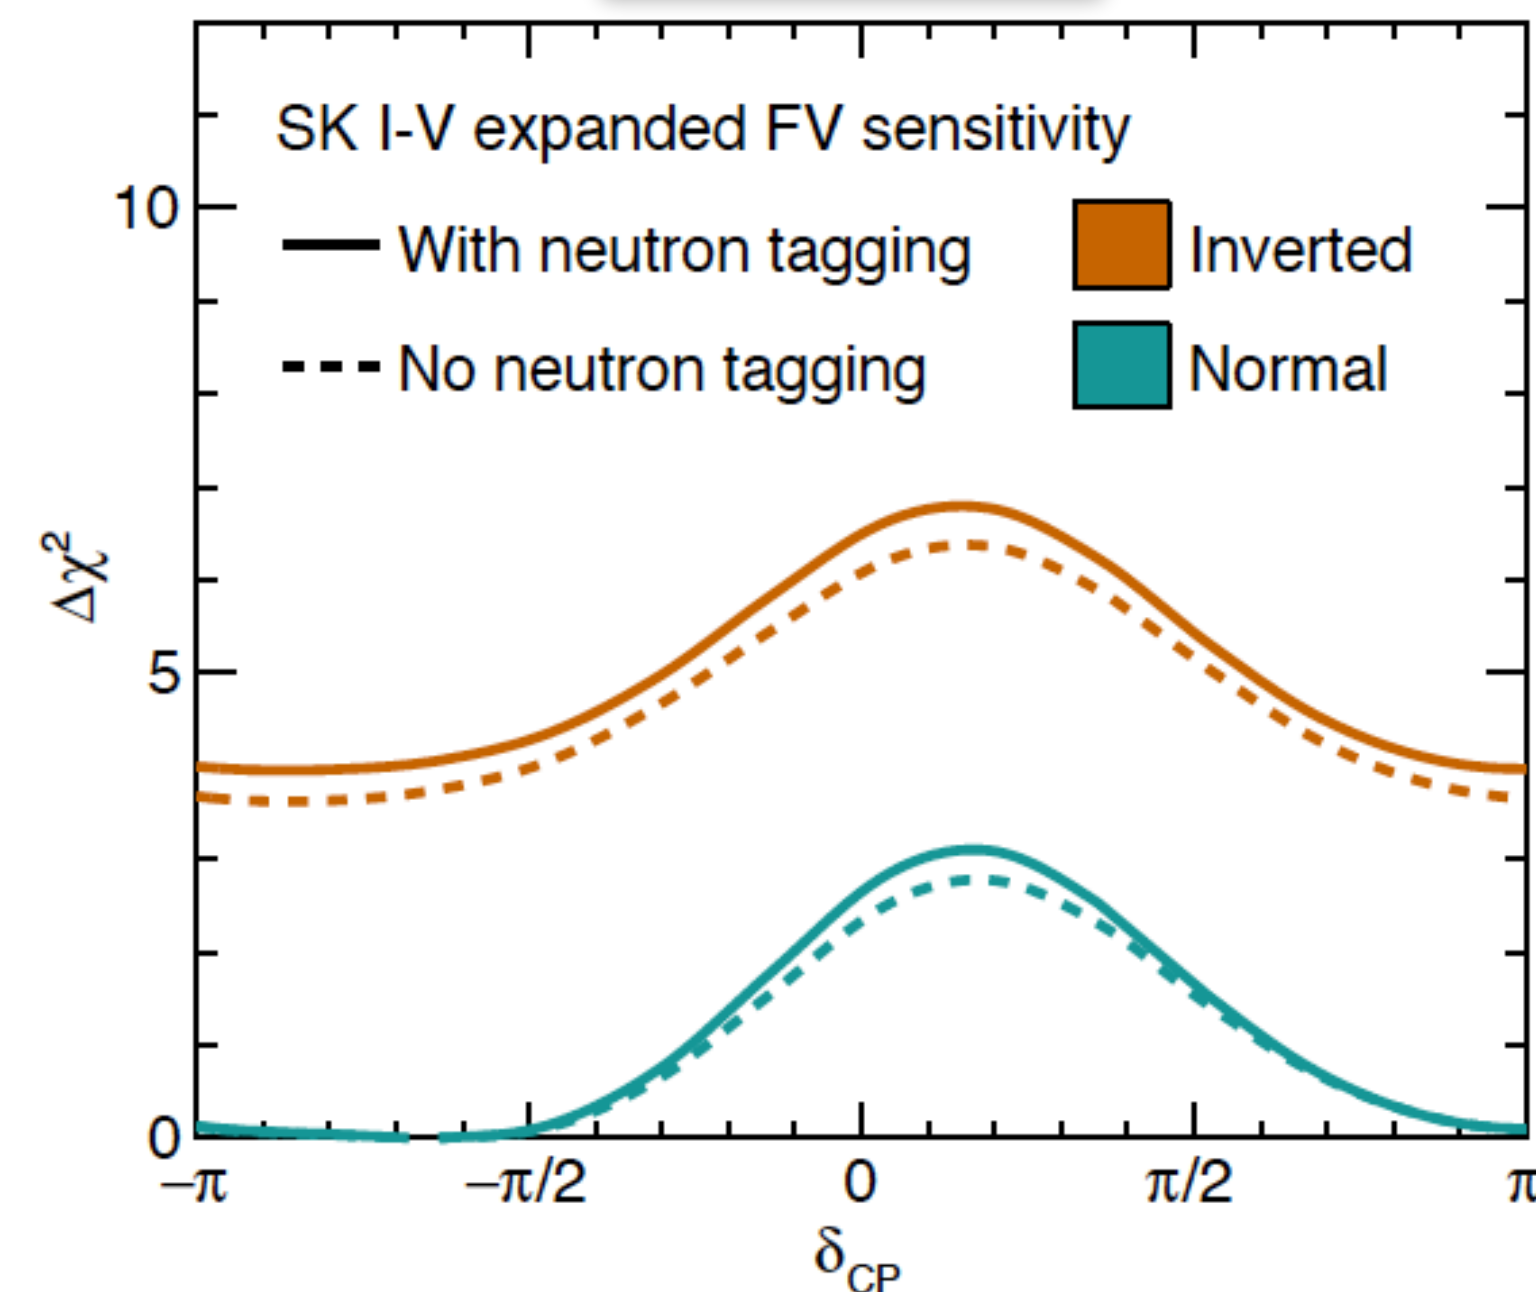 SK I-V expanded FV sensitivity
With neutron tagging
Inverted
No neutron tagging
Normal
10
5
0
Δχ²
–π
–π/2
0
π/2
π
δCP